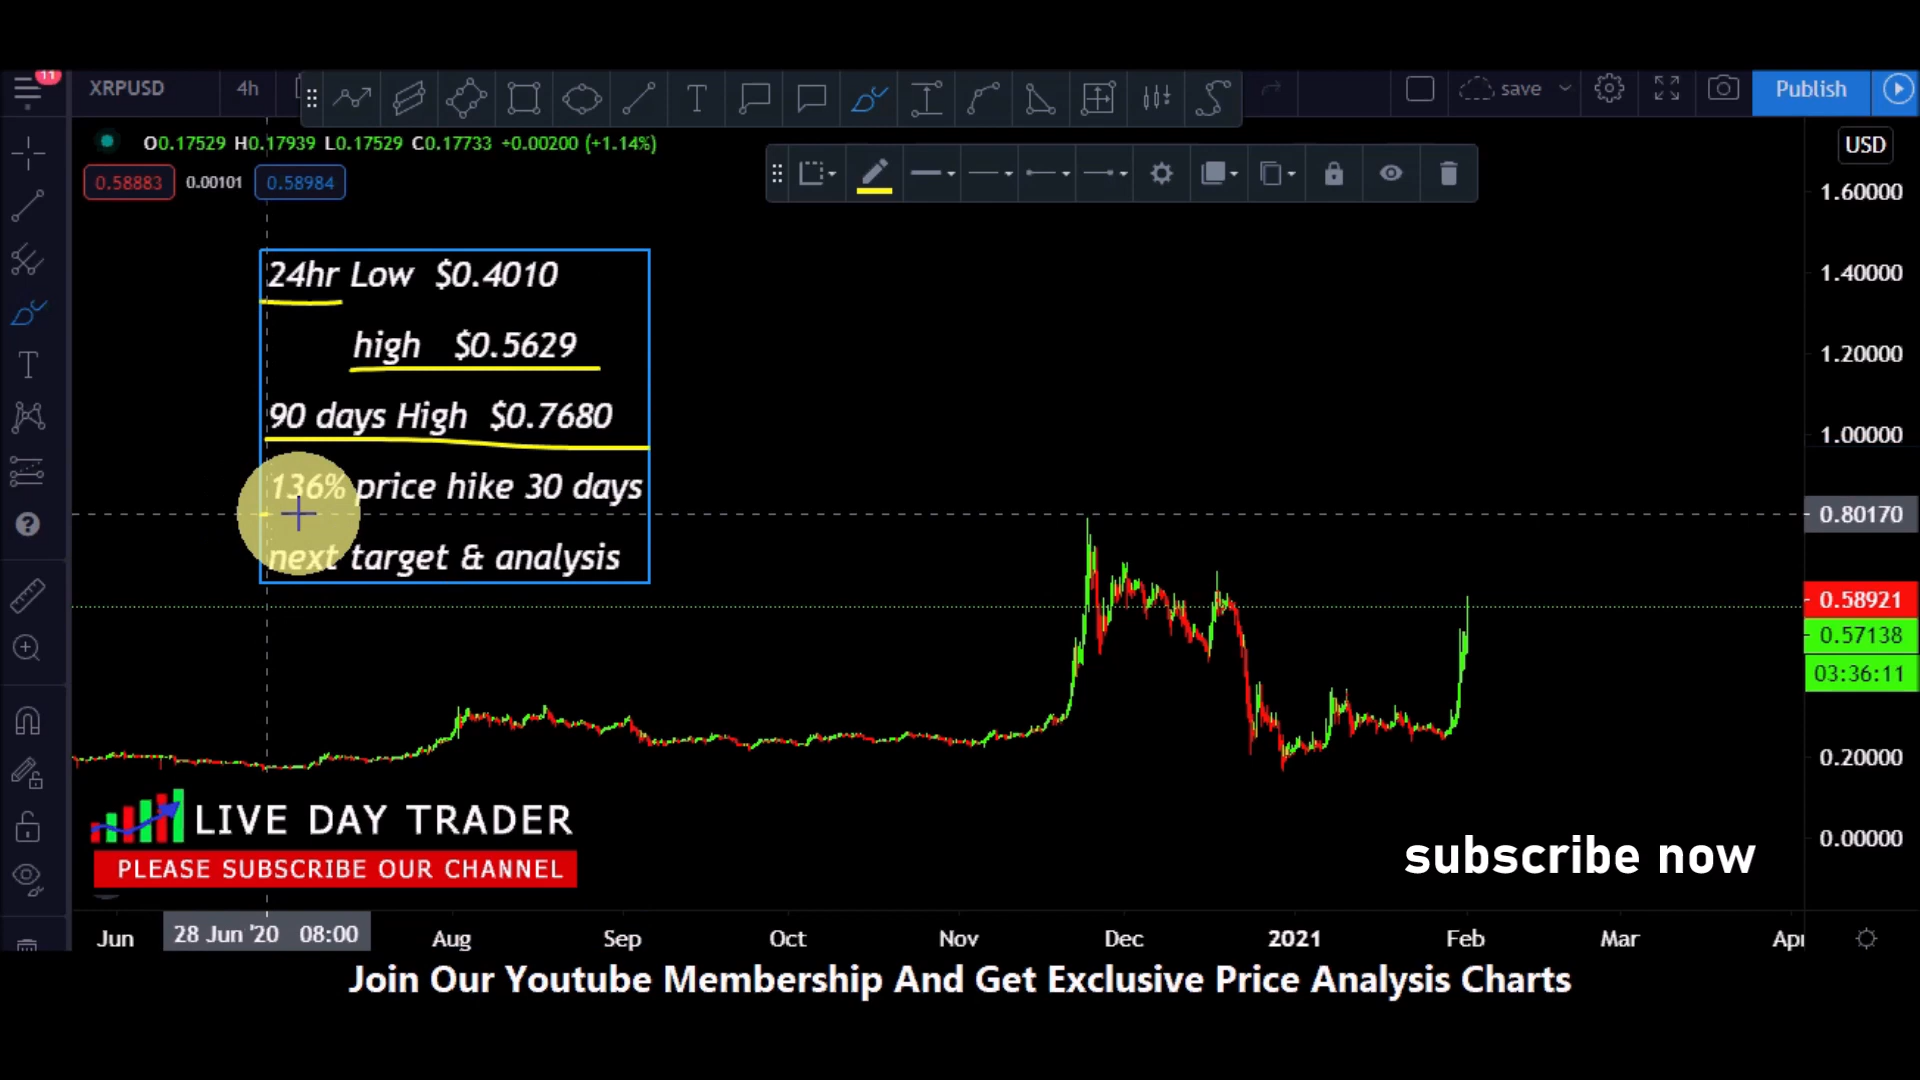 11
XRPUSD
4h
save
Publish
O0.17529 H0.17939 L0.17529 C0.17733 +0.00200 (+1.14%)
USD
0.58883 0.00101 0.58984
1.60000
24hr Low $0.4010
1.40000
high $0.5629
1.20000
90 days High $0.7680
1.00000
136% price hike 30 days
0.80170
next target & analysis
0.58921
0.57138
03:36:11
0.20000
LIVE DAY TRADER
0.00000
PLEASE SUBSCRIBE OUR CHANNEL
subscribe now
Jun 28 Jun '20 08:00 Aug Sep Oct Nov Dec 2021 Feb Mar Apr
Join Our Youtube Membership And Get Exclusive Price Analysis Charts